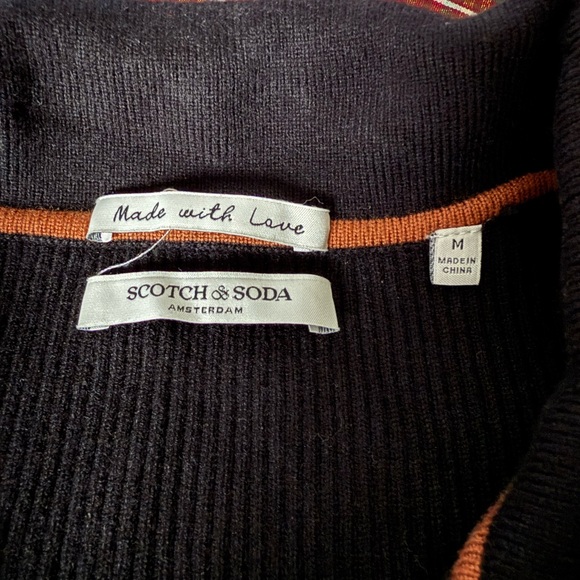 Made with Love
SCOTCH & SODA
AMSTERDAM
M
MADE IN
CHINA